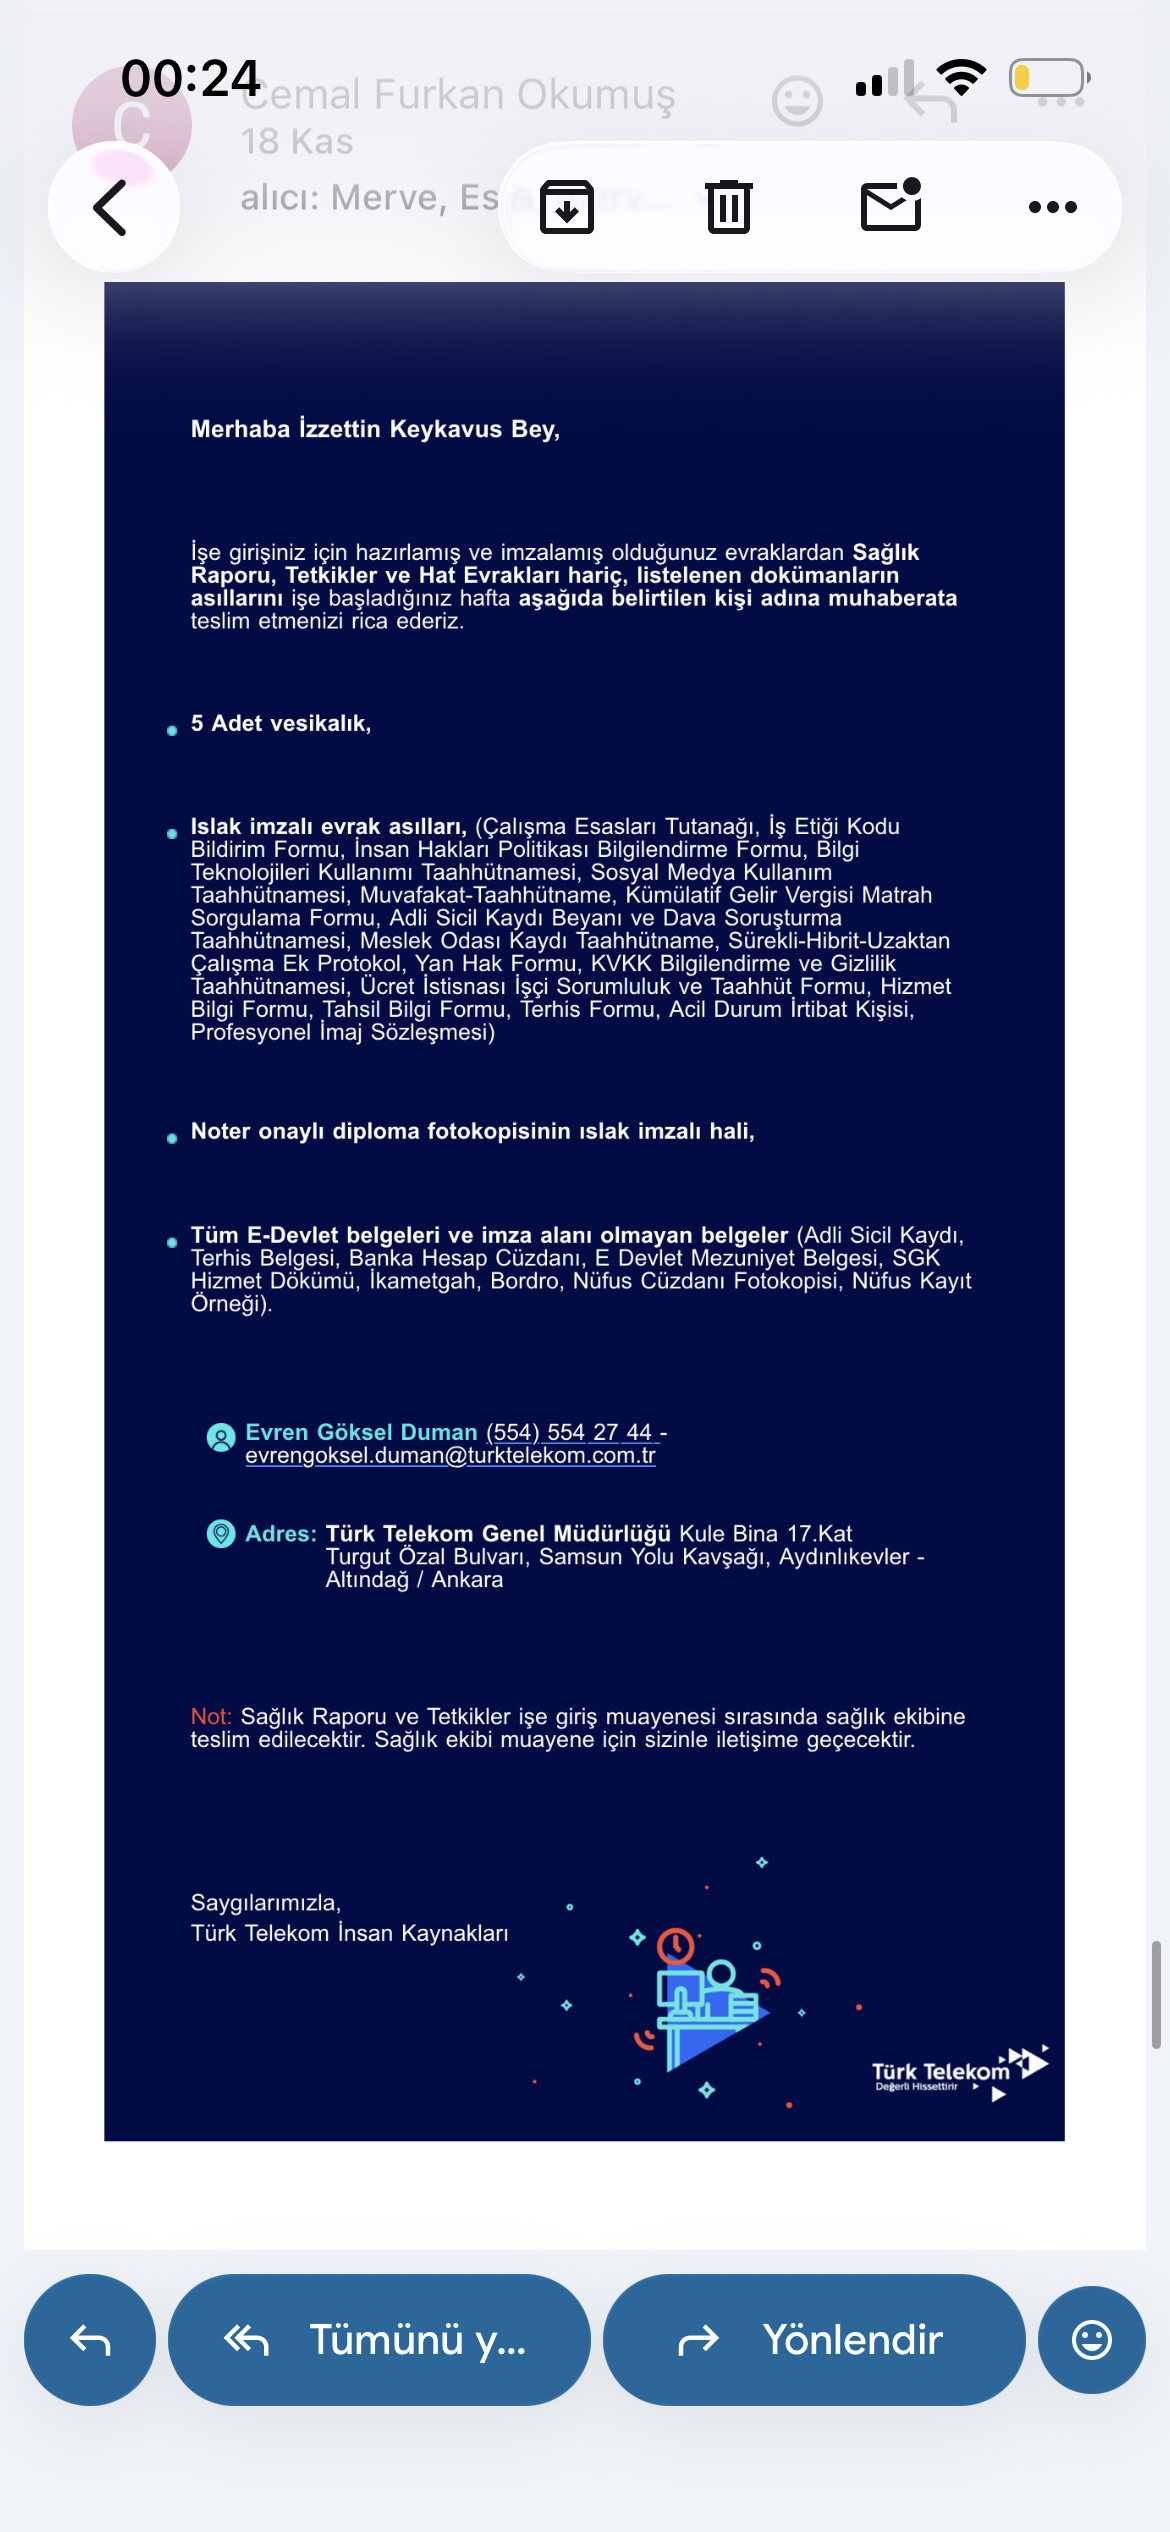 00:24
C
Cemal Furkan Okumuş
18 Kas
alıcı: Merve, Es
Merhaba İzzettin Keykavus Bey,
İşe girişiniz için hazırlamış ve imzalamış olduğunuz evraklardan Sağlık
Raporu, Tetkikler ve Hat Evrakları hariç, listelenen dokümanların
asıllarını işe başladığınız hafta aşağıda belirtilen kişi adına muhaberata
teslim etmenizi rica ederiz.
5 Adet vesikalık,
Islak imzalı evrak asılları, (Çalışma Esasları Tutanağı, İş Etiği Kodu
Bildirim Formu, İnsan Hakları Politikası Bilgilendirme Formu, Bilgi
Teknolojileri Kullanımı Taahhütnamesi, Sosyal Medya Kullanım
Taahhütnamesi, Muvafakat-Taahhütname, Kümülatif Gelir Vergisi Matrah
Sorgulama Formu, Adli Sicil Kaydı Beyanı ve Dava Soruşturma
Taahhütnamesi, Meslek Odası Kaydı Taahhütname, Sürekli-Hibrit-Uzaktan
Çalışma Ek Protokol, Yan Hak Formu, KVKK Bilgilendirme ve Gizlilik
Taahhütnamesi, Ücret İstisnası İşçi Sorumluluk ve Taahhüt Formu, Hizmet
Bilgi Formu, Tahsil Bilgi Formu, Terhis Formu, Acil Durum İrtibat Kişisi,
Profesyonel İmaj Sözleşmesi)
Noter onaylı diploma fotokopisinin ıslak imzalı hali,
Tüm E-Devlet belgeleri ve imza alanı olmayan belgeler (Adli Sicil Kaydı,
Terhis Belgesi, Banka Hesap Cüzdanı, E Devlet Mezuniyet Belgesi, SGK
Hizmet Dökümü, İkametgah, Bordro, Nüfus Cüzdanı Fotokopisi, Nüfus Kayıt
Örneği).
Evren Göksel Duman (554) 554 27 44 -
evrengoksel.duman@turktelekom.com.tr
Adres: Türk Telekom Genel Müdürlüğü Kule Bina 17.Kat
Turgut Özal Bulvarı, Samsun Yolu Kavşağı, Aydınlıkevler -
Altındağ / Ankara
Not: Sağlık Raporu ve Tetkikler işe giriş muayenesi sırasında sağlık ekibine
teslim edilecektir. Sağlık ekibi muayene için sizinle iletişime geçecektir.
Saygılarımızla,
Türk Telekom İnsan Kaynakları
Türk Telekom
Değerli Hissettirir
Tümünü y...
Yönlendir